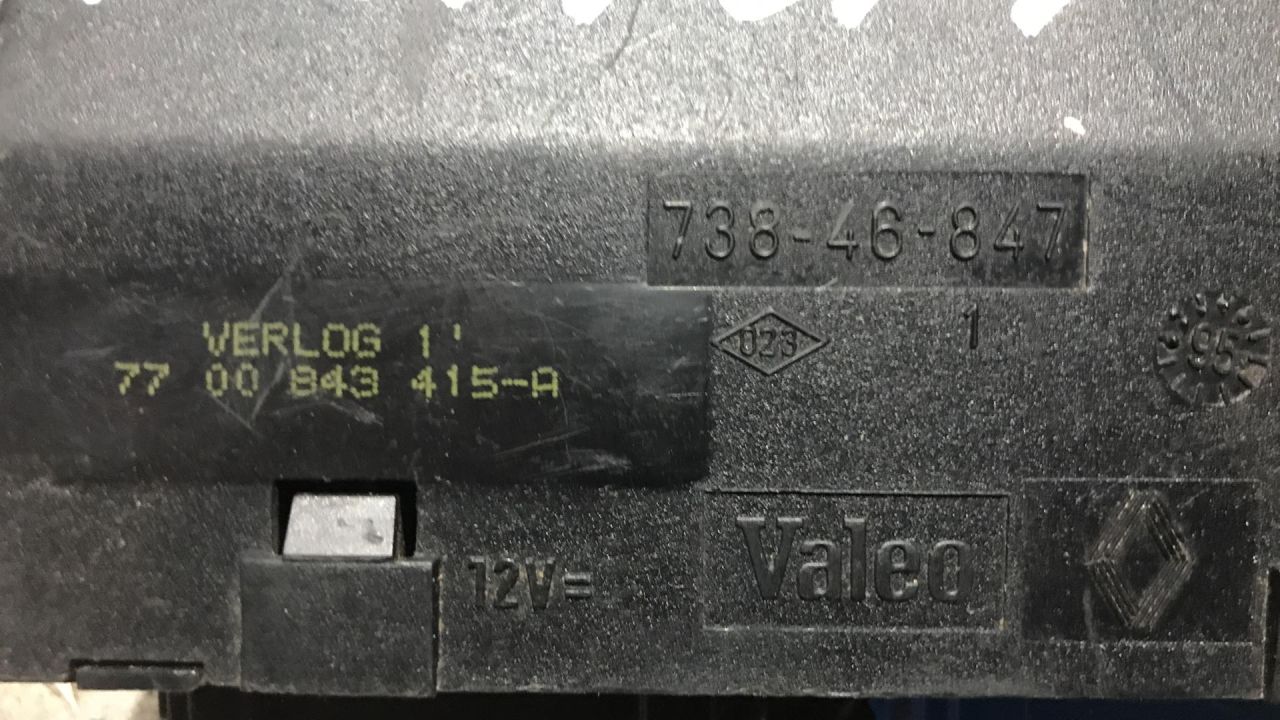 738-46-847
VERLOG 1'
77 00 843 415-A
023
1
95
12V=
Valeo